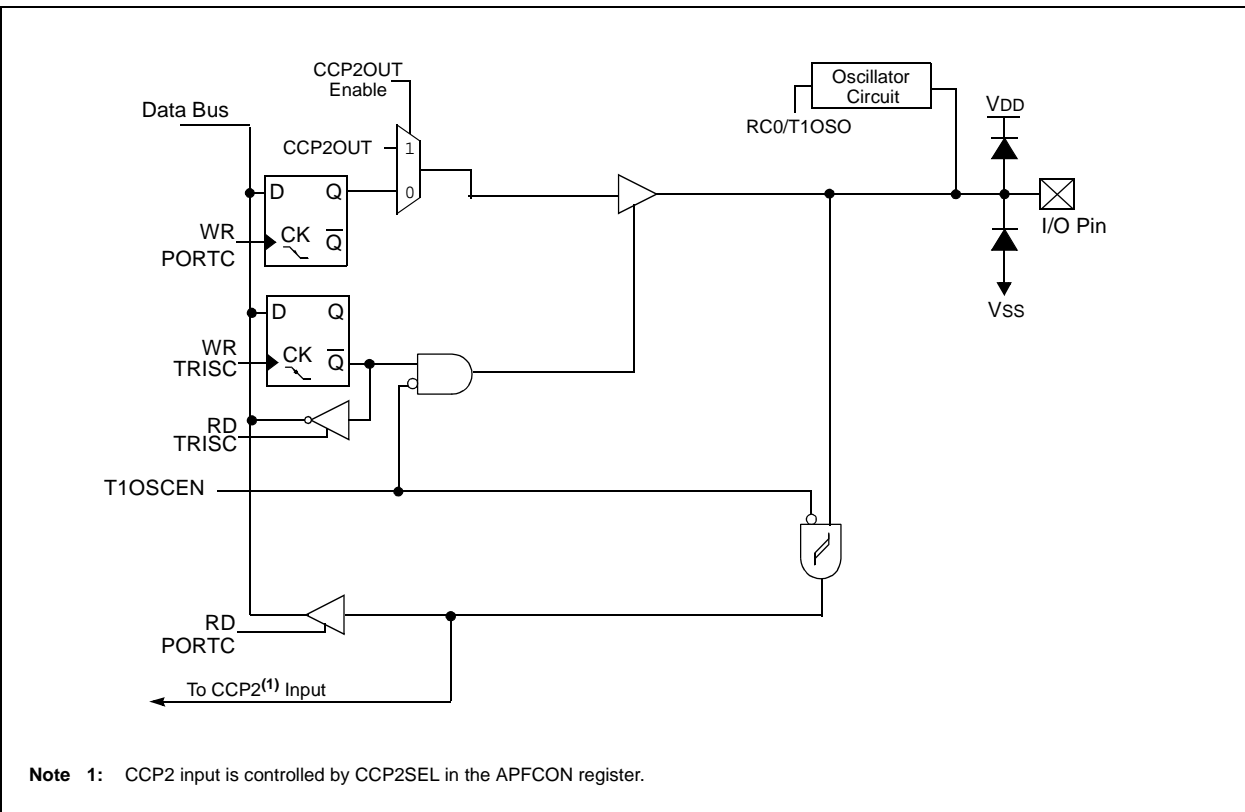 CCP2OUT
Enable
Oscillator
Circuit
VDD
Data Bus
RC0/T1OSO
CCP2OUT
1
D Q
0
I/O Pin
WR
PORTC
CK Q̅
VSS
D Q
WR
TRISC
CK Q̅
RD
TRISC
T1OSCEN
RD
PORTC
To CCP2(1) Input
Note 1: CCP2 input is controlled by CCP2SEL in the APFCON register.